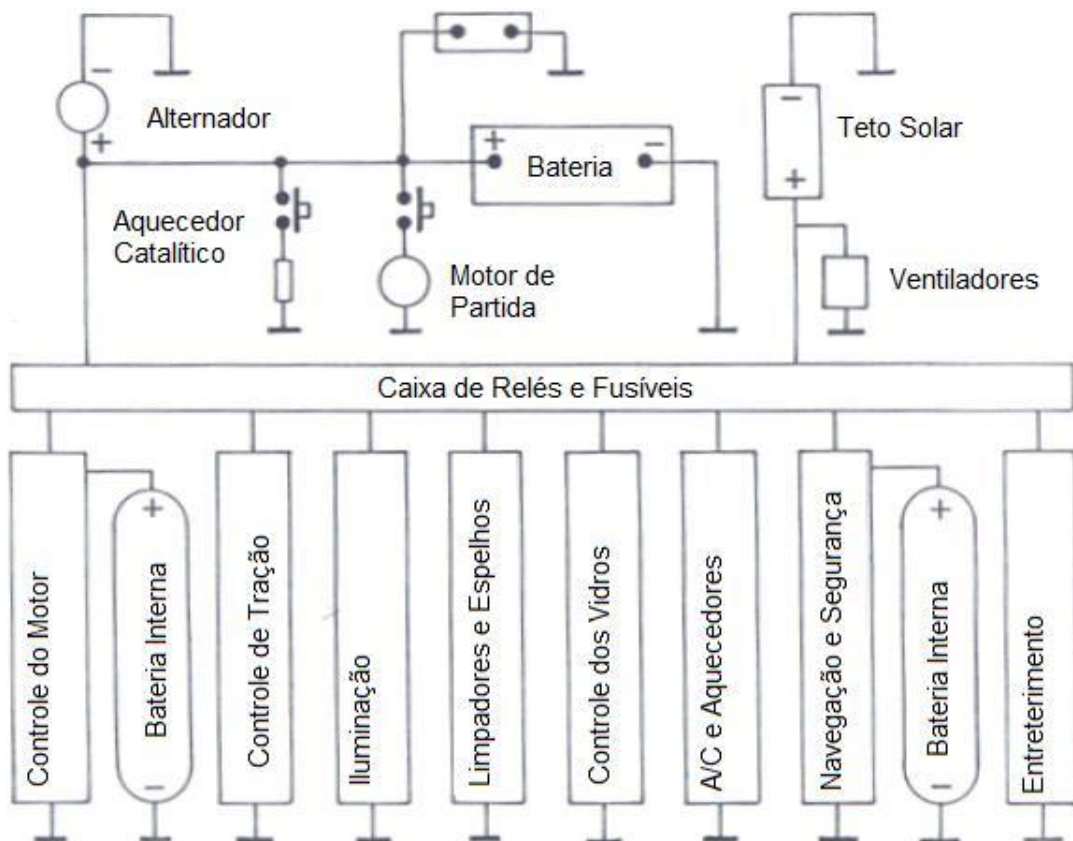 −
Alternador
+
+
−
Bateria
−
Teto Solar
+
Aquecedor
Catalítico
Motor de
Partida
Ventiladores
Caixa de Relés e Fusíveis
Controle do Motor
+
Bateria Interna
−
Controle de Tração
Iluminação
Limpadores e Espelhos
Controle dos Vidros
A/C e Aquecedores
Navegação e Segurança
+
Bateria Interna
−
Entreterimento